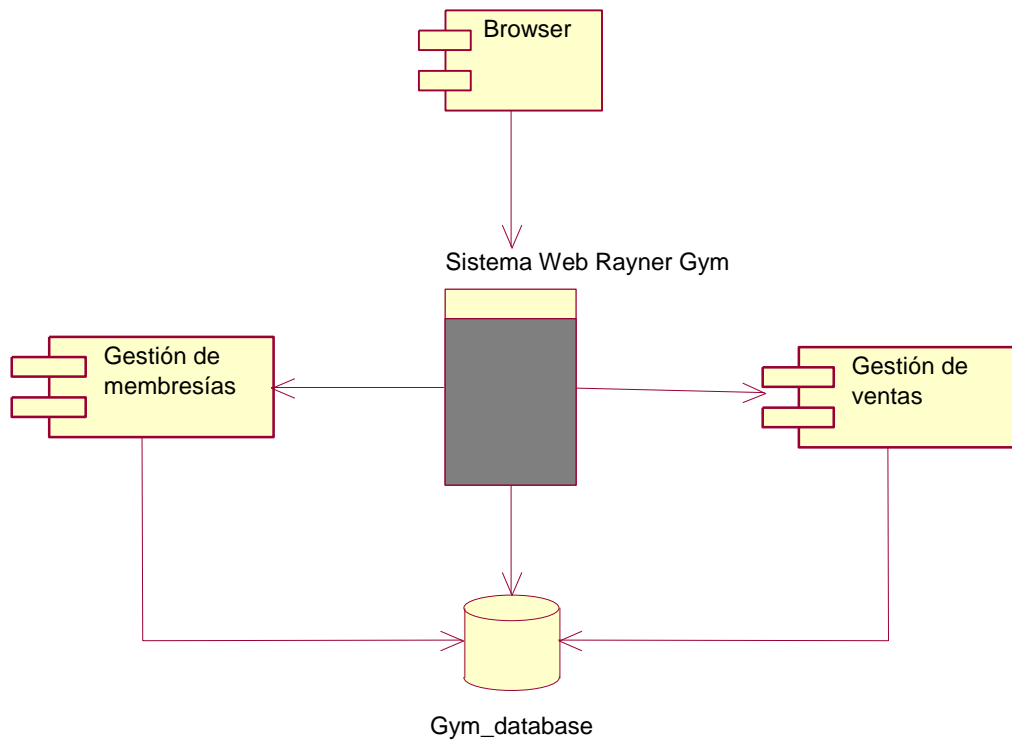 Browser
Sistema Web Rayner Gym
Gestión de
membresías
Gestión de
ventas
Gym_database